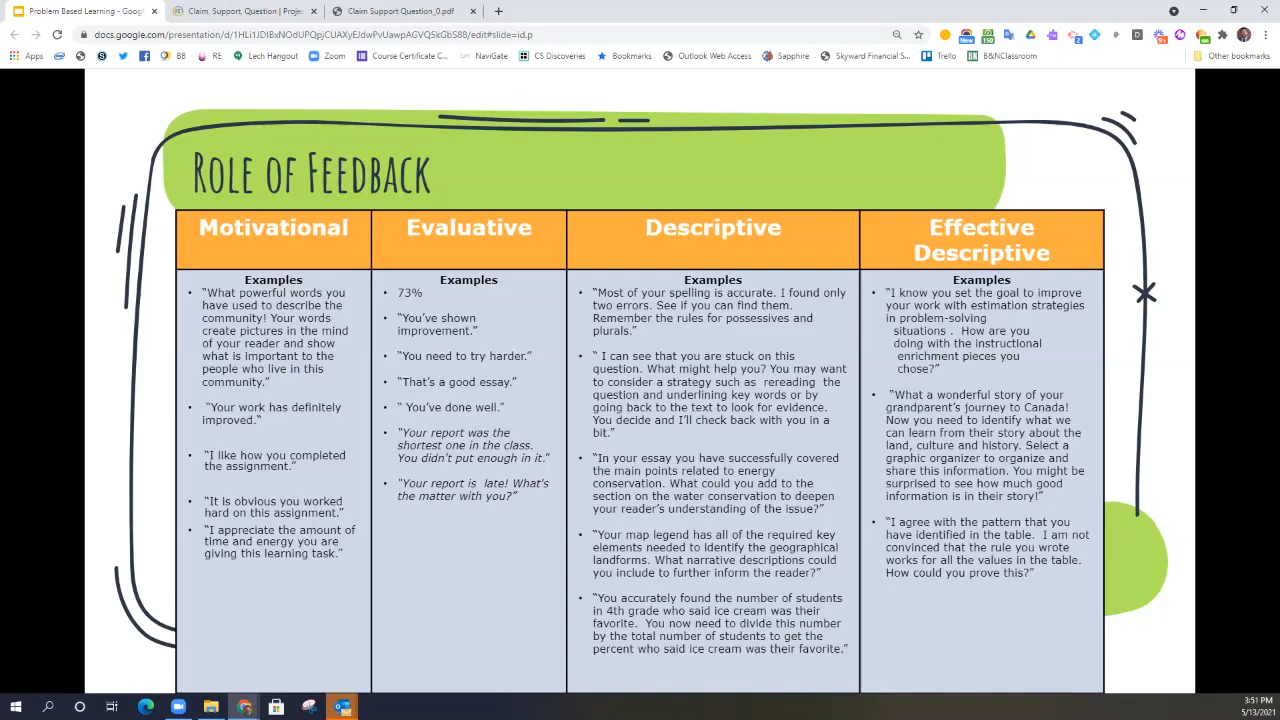 Problem Based Learning - Goog
Claim, Support, Question | Proje
Claim Support Question_0.pdf
docs.google.com/presentation/d/1HLi1JDIBxNOdUPQpjCUAXyEJdwPvUawpAGVQ5kGbS88/edit#slide=id.p
Apps
BB
RE
Lech Hangout
Zoom
Course Certificate C...
NaviGate
CS Discoveries
Bookmarks
Outlook Web Access
Sapphire
Skyward Financial S...
Trello
B&NClassroom
Other bookmarks
Role of Feedback
Motivational
Examples
• “What powerful words you
have used to describe the
community! Your words
create pictures in the mind
of your reader and show
what is important to the
people who live in this
community.”
• “Your work has definitely
improved.“
• “I like how you completed
the assignment.”
• “It is obvious you worked
hard on this assignment.”
• “I appreciate the amount of
time and energy you are
giving this learning task.”
Evaluative
Examples
• 73%
• “You’ve shown
improvement.”
• “You need to try harder.”
• “That’s a good essay.”
• “ You’ve done well.”
• “Your report was the
shortest one in the class.
You didn’t put enough in it.”
• “Your report is late! What’s
the matter with you?”
Descriptive
Examples
• “Most of your spelling is accurate. I found only
two errors. See if you can find them.
Remember the rules for possessives and
plurals.”
• “ I can see that you are stuck on this
question. What might help you? You may want
to consider a strategy such as rereading the
question and underlining key words or by
going back to the text to look for evidence.
You decide and I’ll check back with you in a
bit.”
• “In your essay you have successfully covered
the main points related to energy
conservation. What could you add to the
section on the water conservation to deepen
your reader’s understanding of the issue?”
• “Your map legend has all of the required key
elements needed to identify the geographical
landforms. What narrative descriptions could
you include to further inform the reader?”
• “You accurately found the number of students
in 4th grade who said ice cream was their
favorite. You now need to divide this number
by the total number of students to get the
percent who said ice cream was their favorite.”
Effective
Descriptive
Examples
• “I know you set the goal to improve
your work with estimation strategies
in problem-solving
situations . How are you
doing with the instructional
enrichment pieces you
chose?”
• “What a wonderful story of your
grandparent’s journey to Canada!
Now you need to identify what we
can learn from their story about the
land, culture and history. Select a
graphic organizer to organize and
share this information. You might be
surprised to see how much good
information is in their story!”
• “I agree with the pattern that you
have identified in the table. I am not
convinced that the rule you wrote
works for all the values in the table.
How could you prove this?”
3:51 PM
5/13/2021